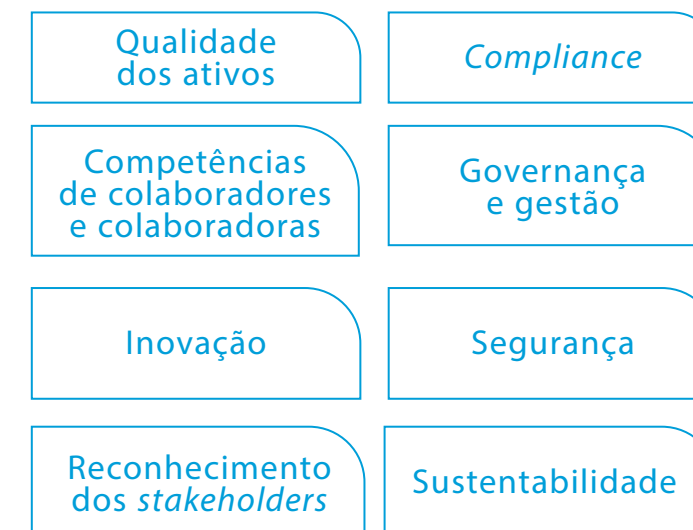 Qualidade
dos ativos
Compliance
Competências
de colaboradores
e colaboradoras
Governança
e gestão
Inovação
Segurança
Reconhecimento
dos stakeholders
Sustentabilidade